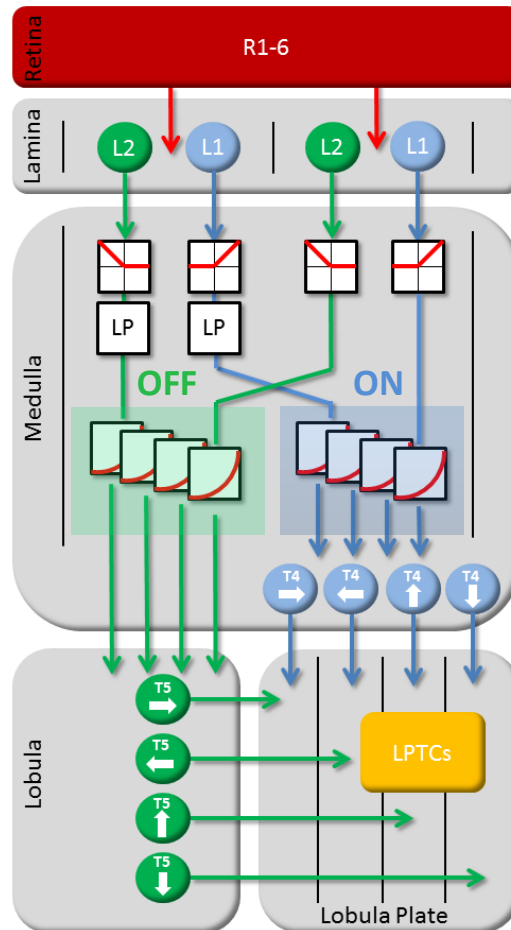 Retina
R1-6
Lamina
L2
L1
L2
L1
Medulla
LP
LP
OFF
ON
T4
T4
T4
T4
Lobula
T5
T5
T5
T5
LPTCs
Lobula Plate